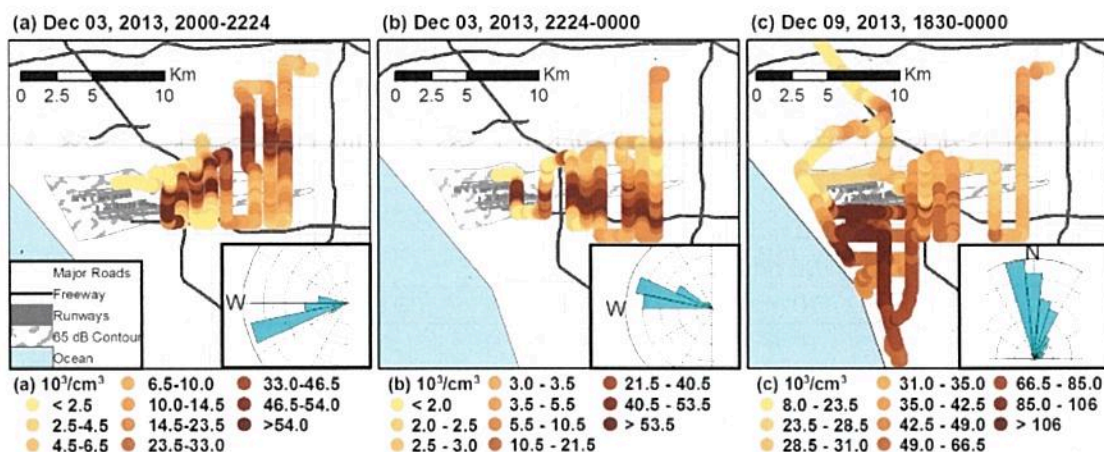 (a) Dec 03, 2013, 2000-2224
(b) Dec 03, 2013, 2224-0000
(c) Dec 09, 2013, 1830-0000
Km
0 2.5 5 10
Km
0 2.5 5 10
Km
0 2.5 5 10
Major Roads
Freeway
Runways
65 dB Contour
Ocean
W
W
N
(a) 10³/cm³
< 2.5
2.5-4.5
4.5-6.5
6.5-10.0
10.0-14.5
14.5-23.5
23.5-33.0
33.0-46.5
46.5-54.0
>54.0
(b) 10³/cm³
< 2.0
2.0 - 2.5
2.5 - 3.0
3.0 - 3.5
3.5 - 5.5
5.5 - 10.5
10.5 - 21.5
21.5 - 40.5
40.5 - 53.5
> 53.5
(c) 10³/cm³
8.0 - 23.5
23.5 - 28.5
28.5 - 31.0
31.0 - 35.0
35.0 - 42.5
42.5 - 49.0
49.0 - 66.5
66.5 - 85.0
85.0 - 106
> 106